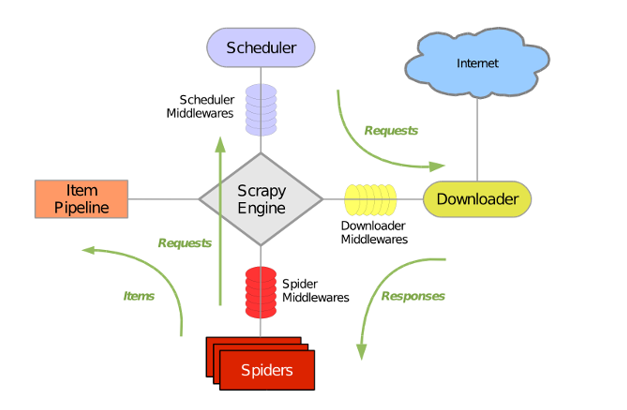 Scheduler
Internet
Scheduler
Middlewares
Requests
Item
Pipeline
Scrapy
Engine
Downloader
Downloader
Middlewares
Requests
Spider
Middlewares
Items
Responses
Spiders